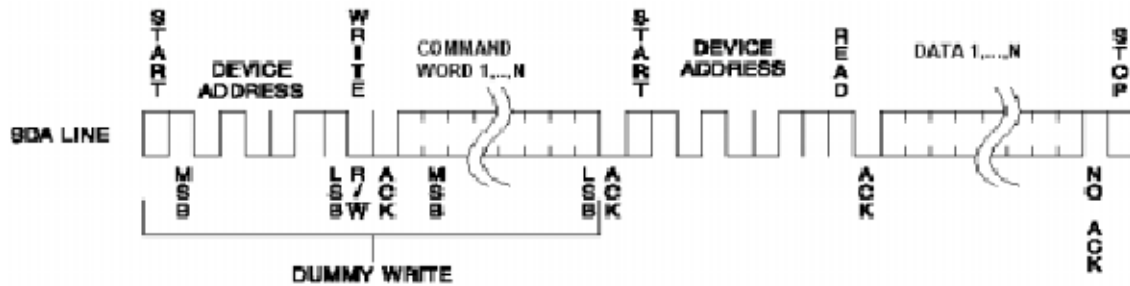 START
DEVICE
ADDRESS
WRITE
COMMAND
WORD 1,...,N
START
DEVICE
ADDRESS
READ
DATA 1,....,N
STOP
SDA LINE
MSB
LSB
R/W
ACK
MSB
LSB
ACK
ACK
NO ACK
DUMMY WRITE